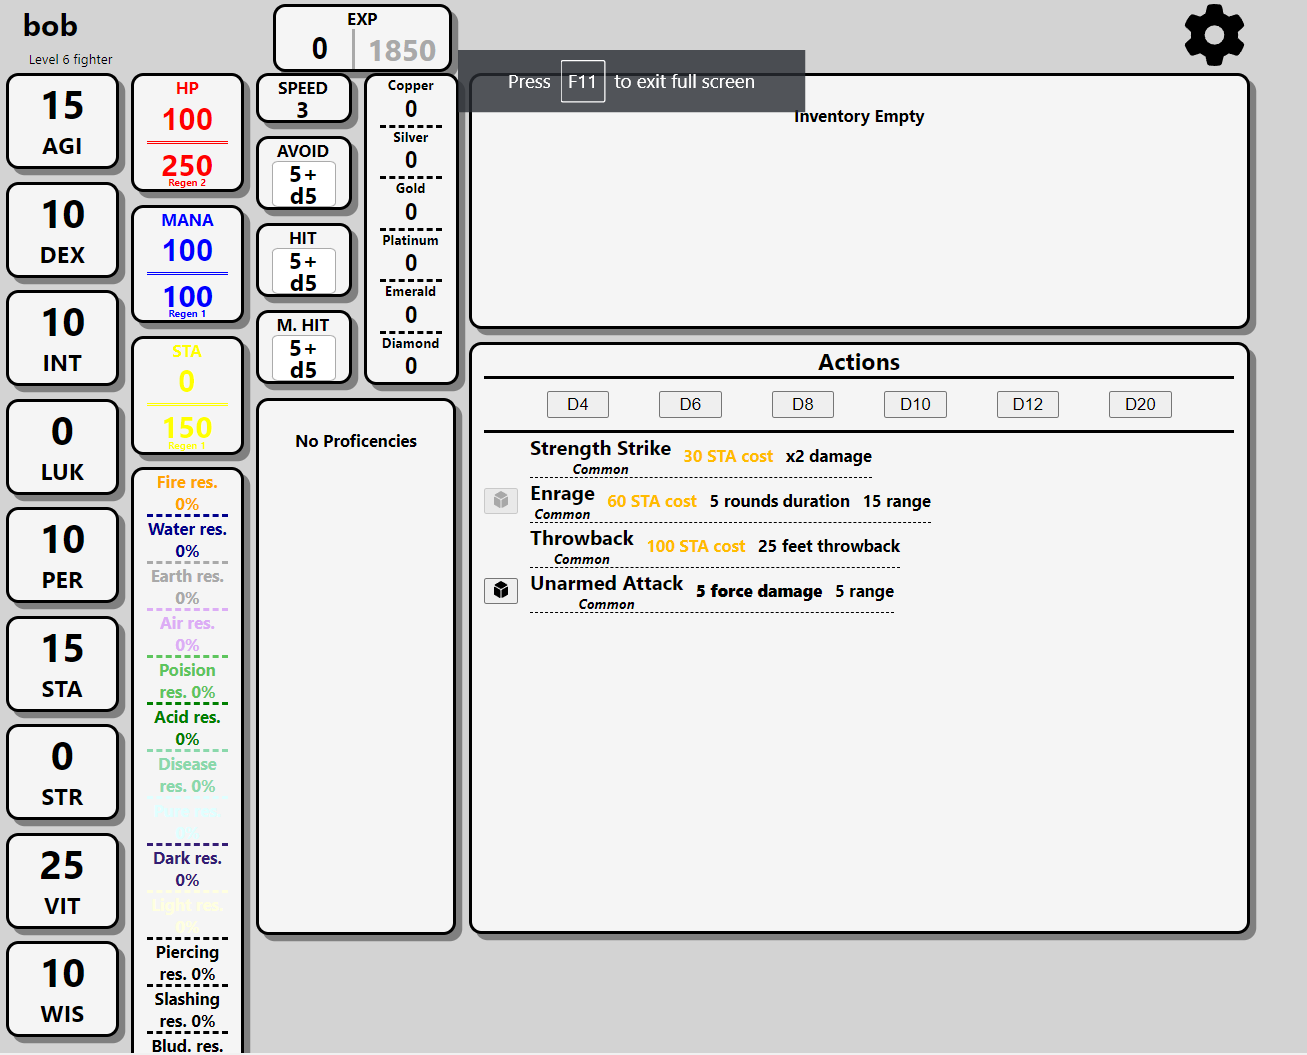 bob
Level 6 fighter
EXP
0
1850
Press F11 to exit full screen
15
AGI
10
DEX
10
INT
0
LUK
10
PER
15
STA
0
STR
25
VIT
10
WIS
HP
100
250
Regen 2
MANA
100
100
Regen 1
STA
0
150
Regen 1
Fire res.
0%
Water res.
0%
Earth res.
0%
Air res.
0%
Poision
res. 0%
Acid res.
0%
Disease
res. 0%
0%
Dark res.
0%
Light res.
0%
Piercing
res. 0%
Slashing
res. 0%
Blud. res.
SPEED
3
AVOID
5+
d5
HIT
5+
d5
M. HIT
5+
d5
Copper
0
Silver
0
Gold
0
Platinum
0
Emerald
0
Diamond
0
No Proficencies
Inventory Empty
Actions
D4
D6
D8
D10
D12
D20
Strength Strike 30 STA cost x2 damage
Common
Enrage 60 STA cost 5 rounds duration 15 range
Common
Throwback 100 STA cost 25 feet throwback
Common
Unarmed Attack 5 force damage 5 range
Common